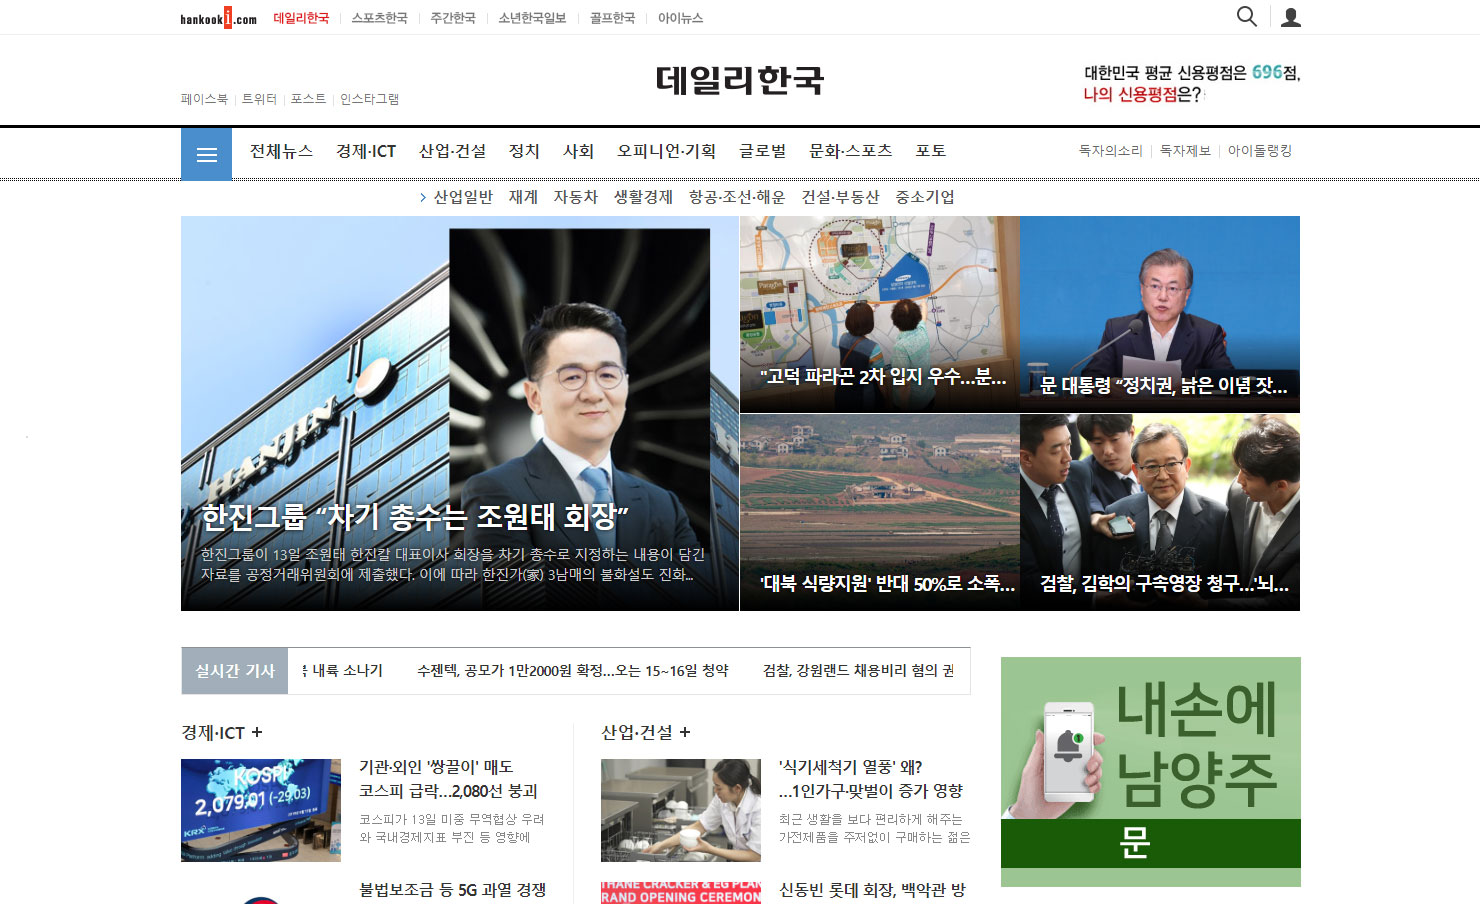 hankooki.com 데일리한국 스포츠한국 주간한국 소년한국일보 골프한국 아이뉴스
페이스북 트위터 포스트 인스타그램
데일리한국
대한민국 평균 신용평점은 696점,
나의 신용평점은?
전체뉴스 경제·ICT 산업·건설 정치 사회 오피니언·기획 글로벌 문화·스포츠 포토
독자의소리 독자제보 아이돌랭킹
> 산업일반 재계 자동차 생활경제 항공·조선·해운 건설·부동산 중소기업
HANJIN
한진그룹 “차기 총수는 조원태 회장”
한진그룹이 13일 조원태 한진칼 대표이사 회장을 차기 총수로 지정하는 내용이 담긴
자료를 공정거래위원회에 제출했다. 이에 따라 한진가(家) 3남매의 불화설도 진화...
"고덕 파라곤 2차 입지 우수...분...
문 대통령 “정치권, 낡은 이념 잣...
'대북 식량지원' 반대 50%로 소폭...
검찰, 김학의 구속영장 청구...'뇌...
실시간 기사
내륙 소나기 수젠텍, 공모가 1만2000원 확정...오는 15~16일 청약 검찰, 강원랜드 채용비리 혐의 권
경제·ICT +
KOSPI
2,079.01 (-29.03)
KRX
기관·외인 '쌍끌이' 매도
코스피 급락...2,080선 붕괴
코스피가 13일 미중 무역협상 우려
와 국내경제지표 부진 등 영향에
불법보조금 등 5G 과열 경쟁
산업·건설 +
'식기세척기 열풍' 왜?
...1인가구·맞벌이 증가 영향
최근 생활을 보다 편리하게 해주는
가전제품을 주저없이 구매하는 젊은
THANE CRACKER & EG PLAN
RAND OPENING CEREMON
신동빈 롯데 회장, 백악관 방
내손에
남양주
1
문